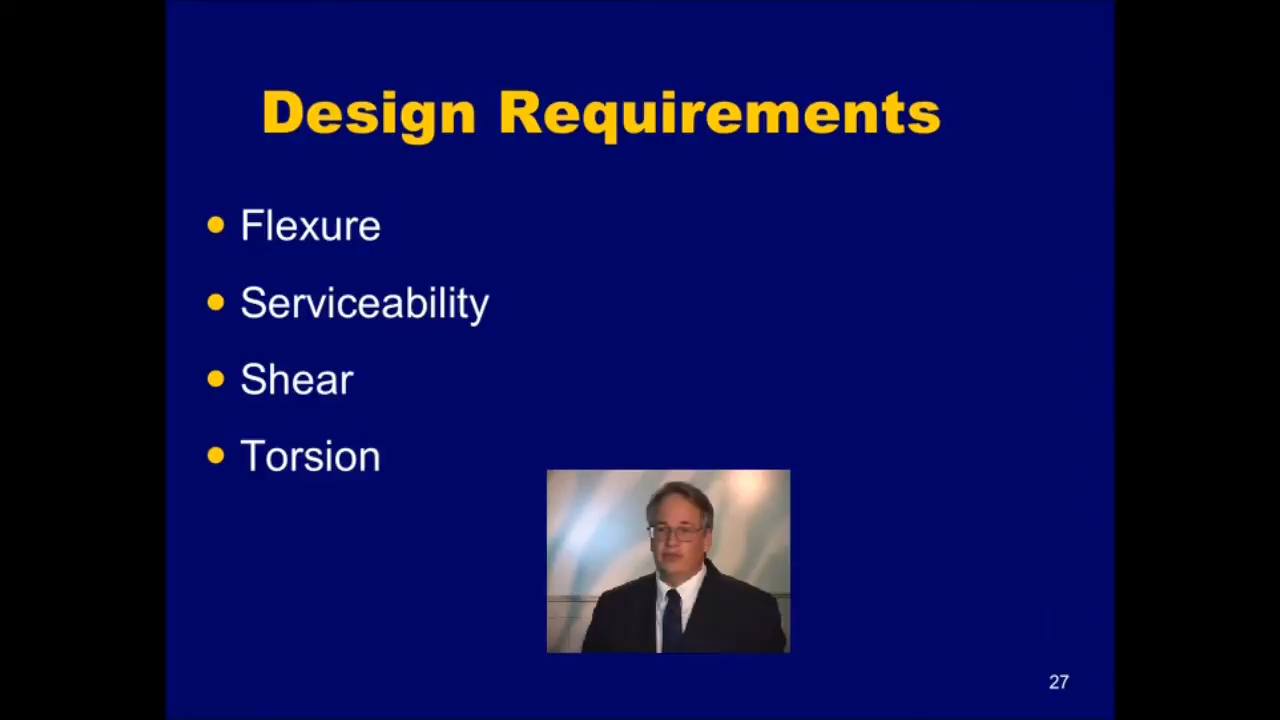 Design Requirements
• Flexure
• Serviceability
• Shear
• Torsion
27